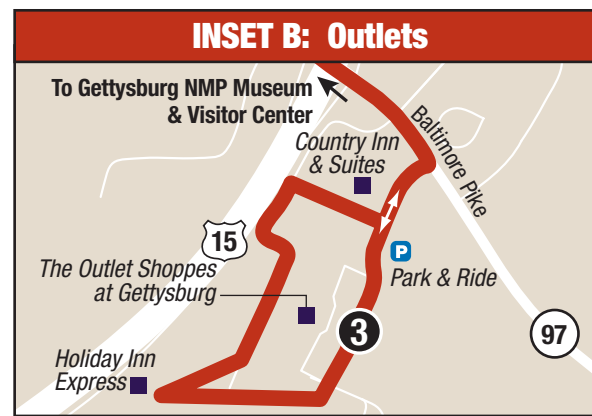 INSET B: Outlets
To Gettysburg NMP Museum
& Visitor Center
Baltimore Pike
Country Inn
& Suites
15
P
Park & Ride
The Outlet Shoppes
at Gettysburg
3
97
Holiday Inn
Express